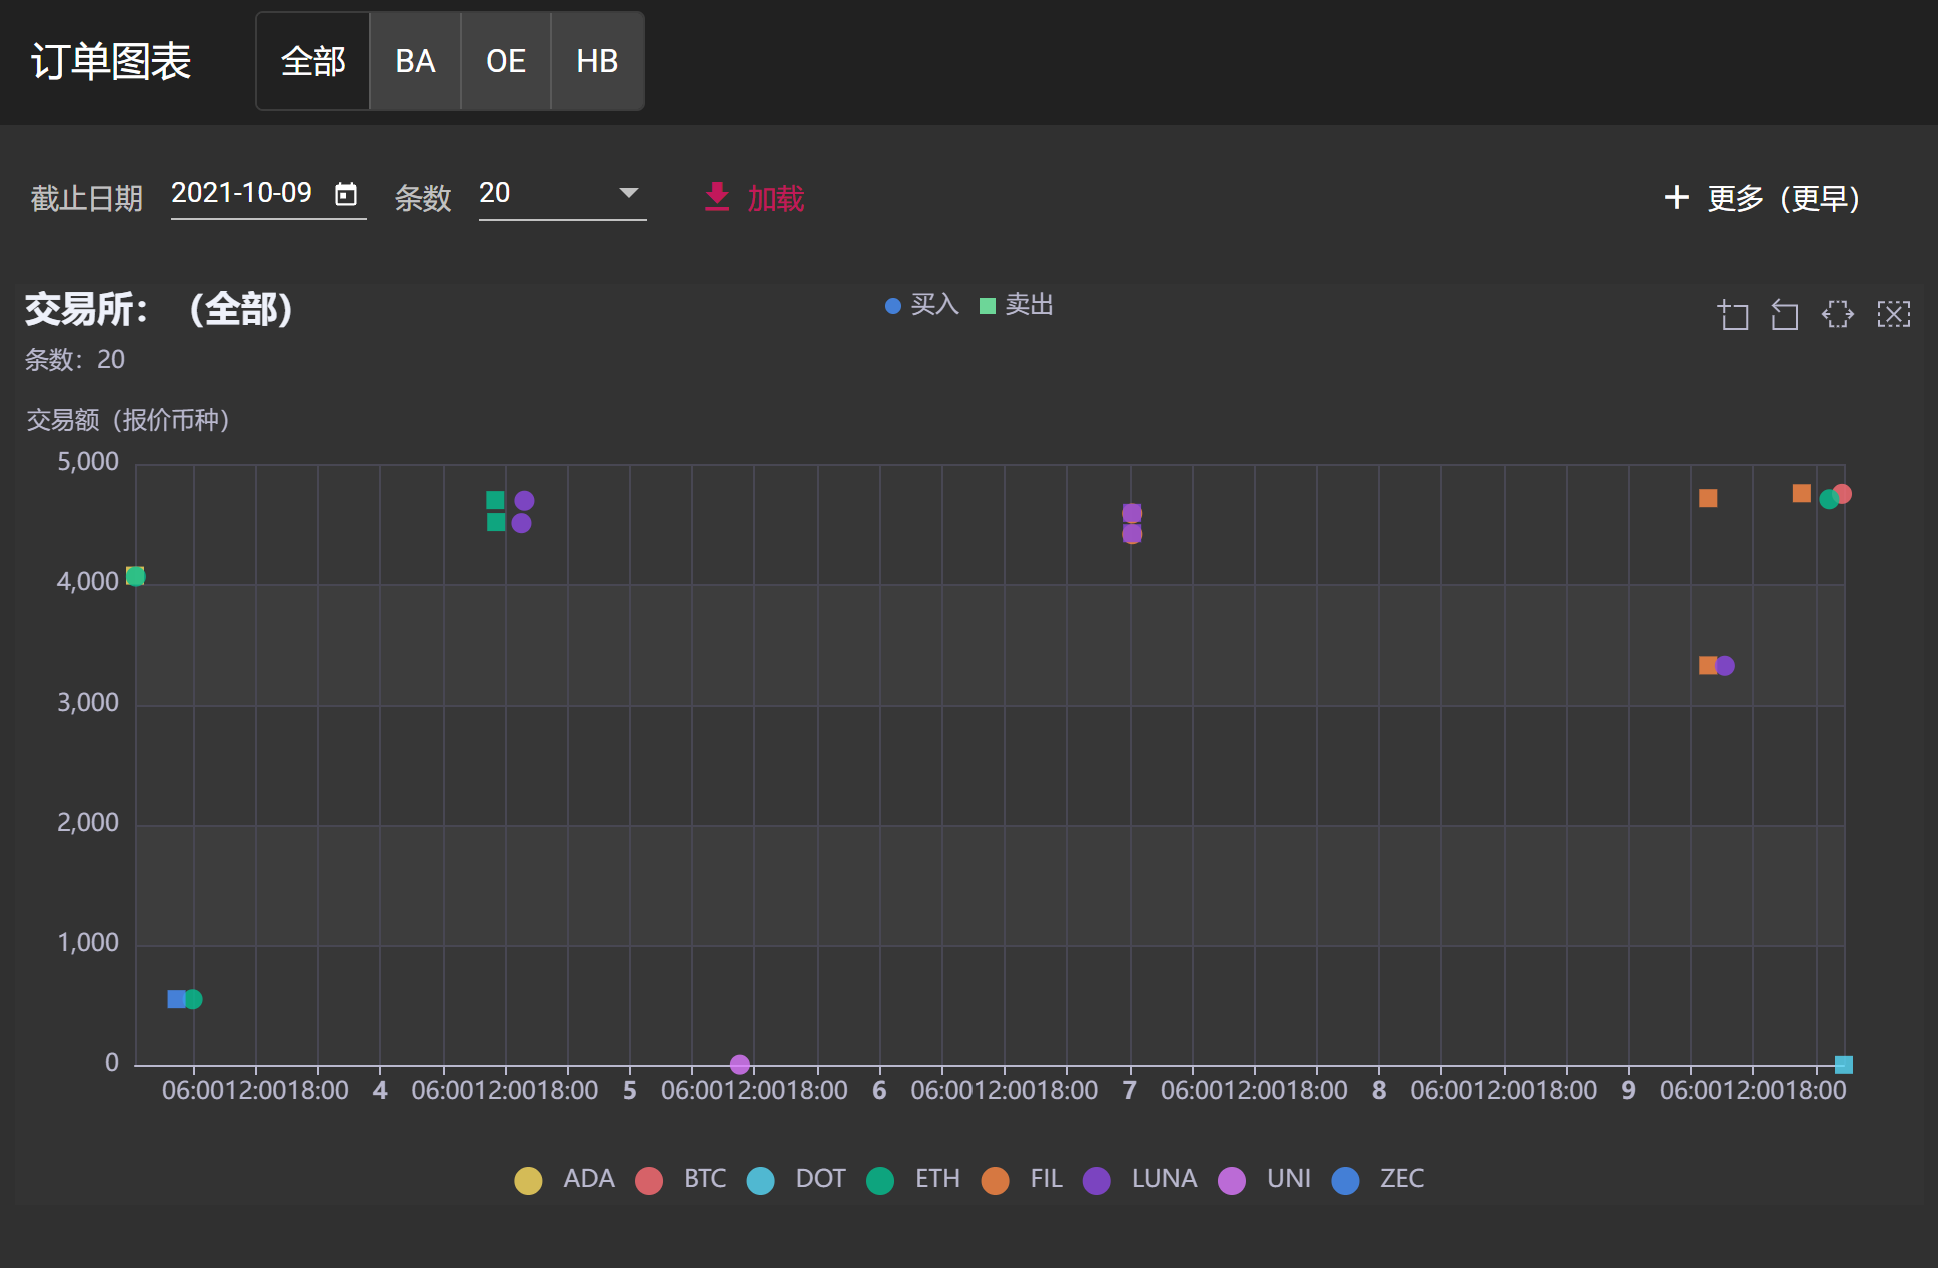 订单图表 全部 BA OE HB
截止日期 2021-10-09 条数 20 加载 更多（更早）
交易所：（全部） 买入 卖出
条数：20
交易额（报价币种）
5,000
4,000
3,000
2,000
1,000
0
06:00 12:00 18:00 4 06:00 12:00 18:00 5 06:00 12:00 18:00 6 06:00 12:00 18:00 7 06:00 12:00 18:00 8 06:00 12:00 18:00 9 06:00 12:00 18:00
ADA BTC DOT ETH FIL LUNA UNI ZEC